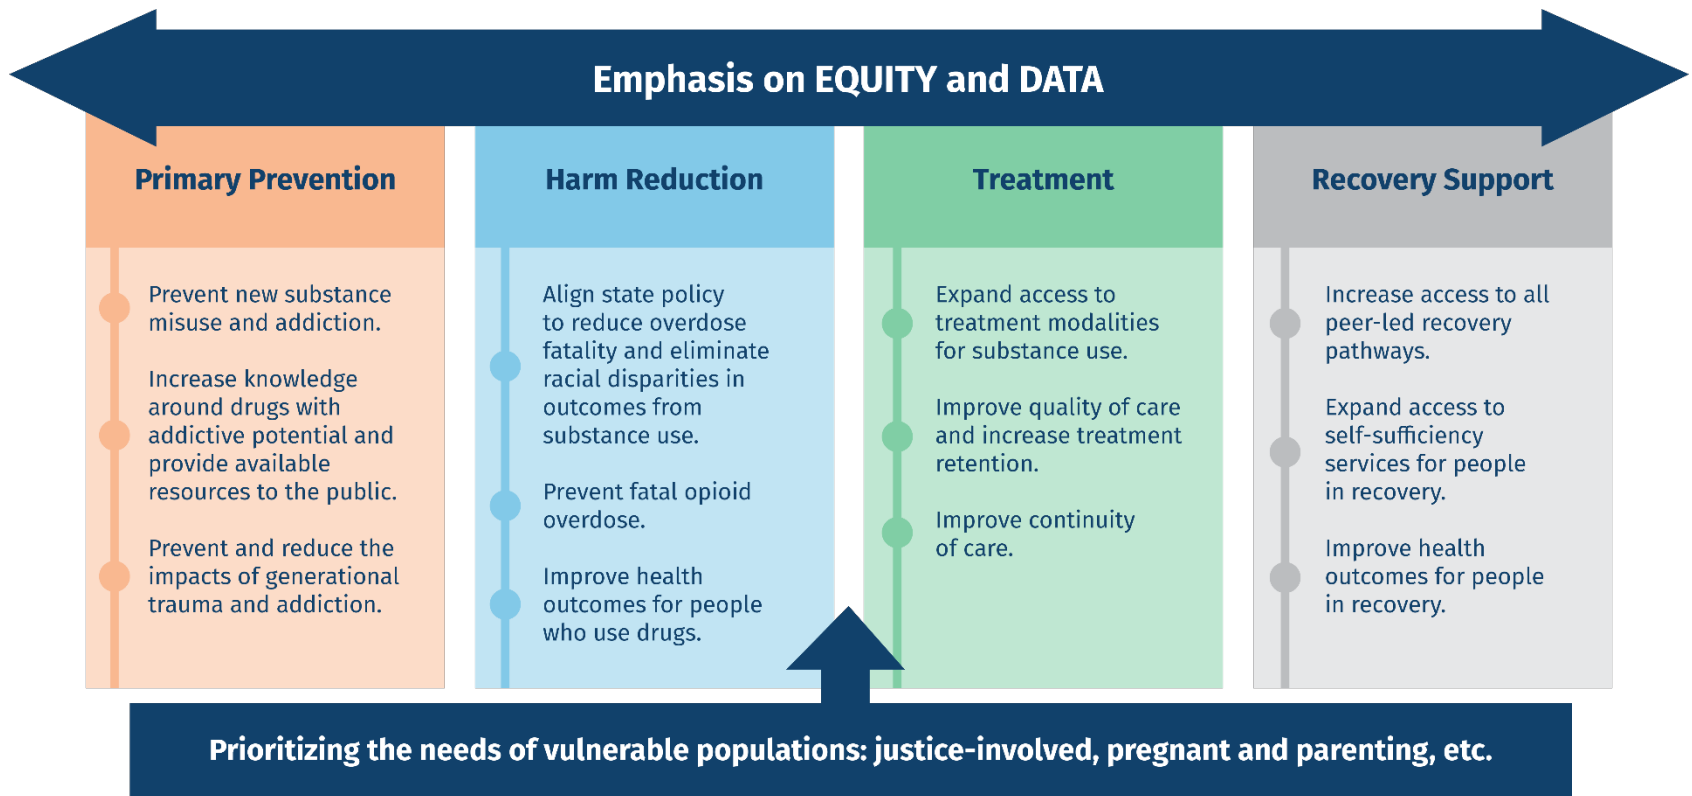 Emphasis on EQUITY and DATA
Primary Prevention
Prevent new substance
misuse and addiction.
Increase knowledge
around drugs with
addictive potential and
provide available
resources to the public.
Prevent and reduce the
impacts of generational
trauma and addiction.
Harm Reduction
Align state policy
to reduce overdose
fatality and eliminate
racial disparities in
outcomes from
substance use.
Prevent fatal opioid
overdose.
Improve health
outcomes for people
who use drugs.
Treatment
Expand access to
treatment modalities
for substance use.
Improve quality of care
and increase treatment
retention.
Improve continuity
of care.
Recovery Support
Increase access to all
peer-led recovery
pathways.
Expand access to
self-sufficiency
services for people
in recovery.
Improve health
outcomes for people
in recovery.
Prioritizing the needs of vulnerable populations: justice-involved, pregnant and parenting, etc.